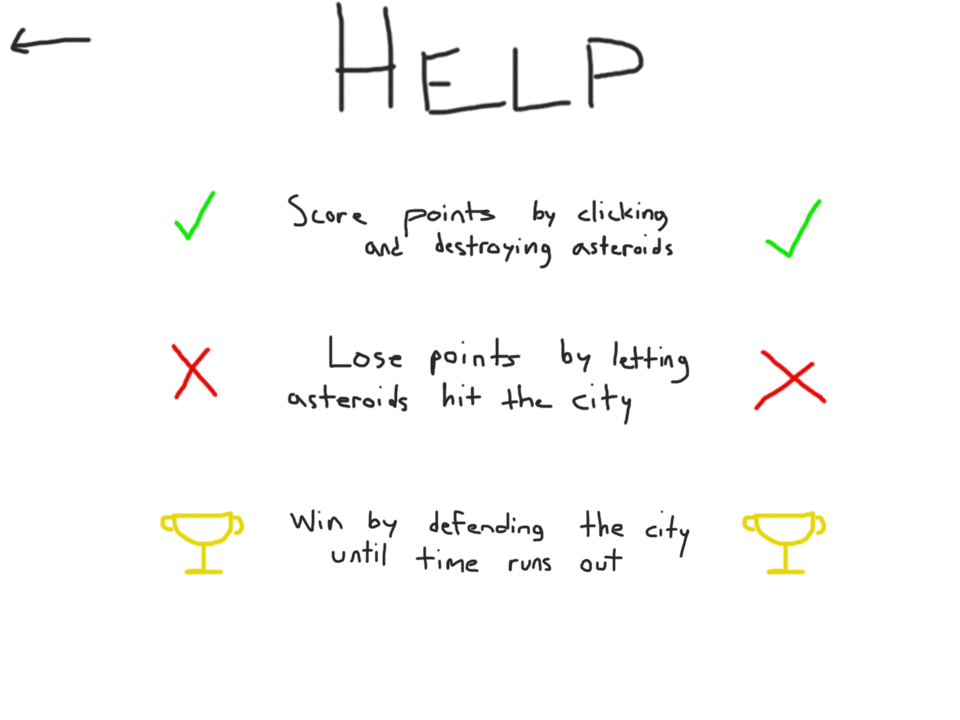 HELP
Score points by clicking
and destroying asteroids
Lose points by letting
asteroids hit the city
Win by defending the city
until time runs out